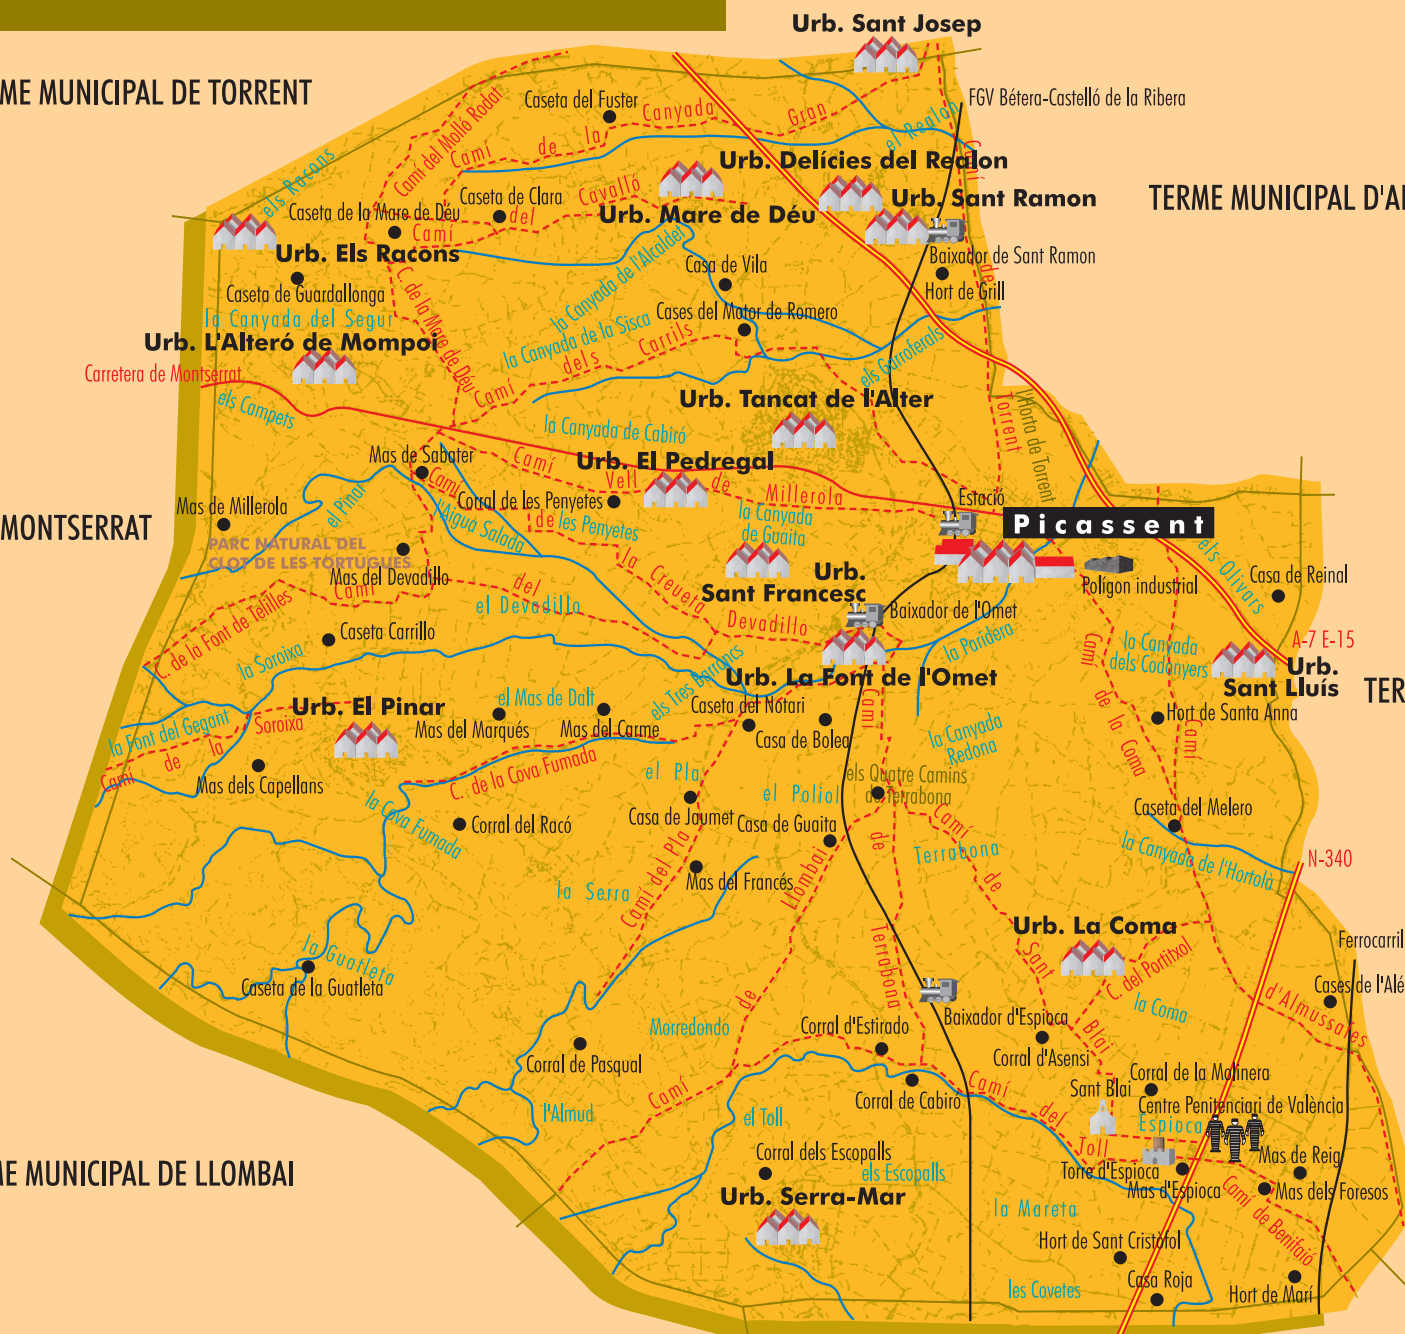 Urb. Sant Josep
ME MUNICIPAL DE TORRENT
FGV Bétera-Castelló de la Ribera
Caseta del Fuster
Canyada
Gran
el Realon
Camí del Molló Rodat
Camí
de
la
Camí
els Racons
Urb. Delícies del Realon
Caseta de Clara
Cavalló
del
Camí
Urb. Sant Ramon
TERME MUNICIPAL D'AL
Caseta de la Mare de Déu
Urb. Mare de Déu
Urb. Els Racons
la Canyada de l'Alcaldet
Baixador de Sant Ramon
de
Casa de Vila
C. de la Mare de Déu
Caseta de Guardallonga
Hort de Grill
la Canyada del Segur
Cases del Motor de Romero
la Canyada de la Sisca
Carrils
dels
Camí
els Garroferals
Urb. L'Alteró de Mompoi
Carretera de Montserrat
els Campets
Urb. Tancat de l'Alter
Torrent
l'Horta de Torrent
la Canyada de Cabiró
Mas de Sabater
Camí
Vell
de
Millerola
Urb. El Pedregal
Camí
Corral de les Penyetes
Estació
Mas de Millerola
el Pinar
l'Aigua Salada
de les Penyetes
la Canyada
de Guaita
Picassent
MONTSERRAT
PARC NATURAL DEL
CLOT DE LES TORTUGUES
Mas del Devadillo
la Creueta
els Olivars
Urb.
Sant Francesc
Polígon industrial
Casa de Reinal
C. de la Font de Teilles
Camí
del
Devadillo
el Devadillo
Baixador de l'Omet
Caseta Carrillo
la Paridera
la Canyada
dels Codonyers
A-7 E-15
la Soroixa
els Tres Barrancs
Camí
de la Coma
Urb.
Sant Lluís
TER
Urb. La Font de l'Omet
el Mas de Dalt
Urb. El Pinar
Caseta del Notari
Camí
Hort de Santa Anna
la Font del Gegant
Soroixa
la
de
Camí
Mas del Marqués
Mas del Carme
Casa de Bolea
la Canyada
Redona
Camí
C. de la Cova Fumada
Mas dels Capellans
el Pla
el Poliol
els Quatre Camins
de Terrabona
la Cova Fumada
Casa de Jaumet
Casa de Guaita
Caseta del Melero
Corral del Racó
Camí
de
Terrabona
de
la Canyada de l'Hortolà
N-340
Camí del Pla
Mas del Francés
la Serra
Llombai
Urb. La Coma
Terrabona
Sant
C. del Portitxol
Ferrocarril
la Guatleta
Caseta de la Guatleta
de
Cases de l'Alé
la Coma
d'Almussafes
Morredondo
Corral d'Estirado
Baixador d'Espioca
Blai
Corral de Pasqual
Corral d'Asensi
Camí
Corral de Cabiró
Camí
del
Toll
Sant Blai
Corral de la Molinera
Centre Penitenciari de València
l'Almud
el Toll
Espioca
ME MUNICIPAL DE LLOMBAI
Corral dels Escopalls
els Escopalls
Torre d'Espioca
Mas de Reig
Mas d'Espioca
Mas dels Foresos
Urb. Serra-Mar
la Mareta
Camí de Benifaió
Hort de Sant Cristòfol
les Covetes
Casa Roja
Hort de Marí